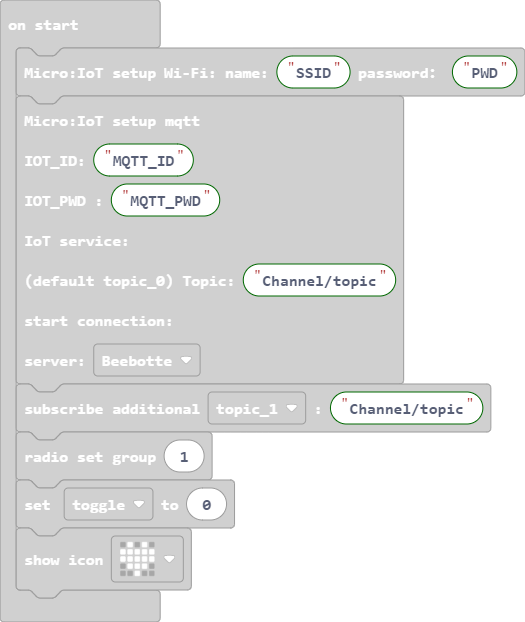 on start
Micro:IoT setup Wi-Fi: name: "SSID" password: "PWD"
Micro:IoT setup mqtt
IOT_ID: "MQTT_ID"
IOT_PWD : "MQTT_PWD"
IoT service:
(default topic_0) Topic: "Channel/topic"
start connection:
server: Beebotte
subscribe additional topic_1 : "Channel/topic"
radio set group 1
set toggle to 0
show icon